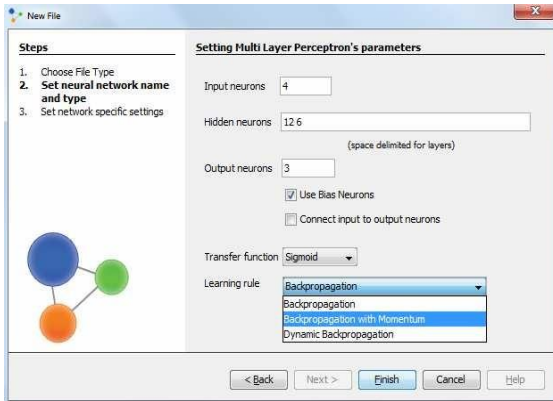 New File
Steps
1. Choose File Type
2. Set neural network name
and type
3. Set network specific settings
Setting Multi Layer Perceptron's parameters
Input neurons 4
Hidden neurons 12 6
(space delimited for layers)
Output neurons 3
Use Bias Neurons
Connect input to output neurons
Transfer function Sigmoid
Learning rule Backpropagation
Backpropagation
Backpropagation with Momentum
Dynamic Backpropagation
< Back Next > Finish Cancel Help